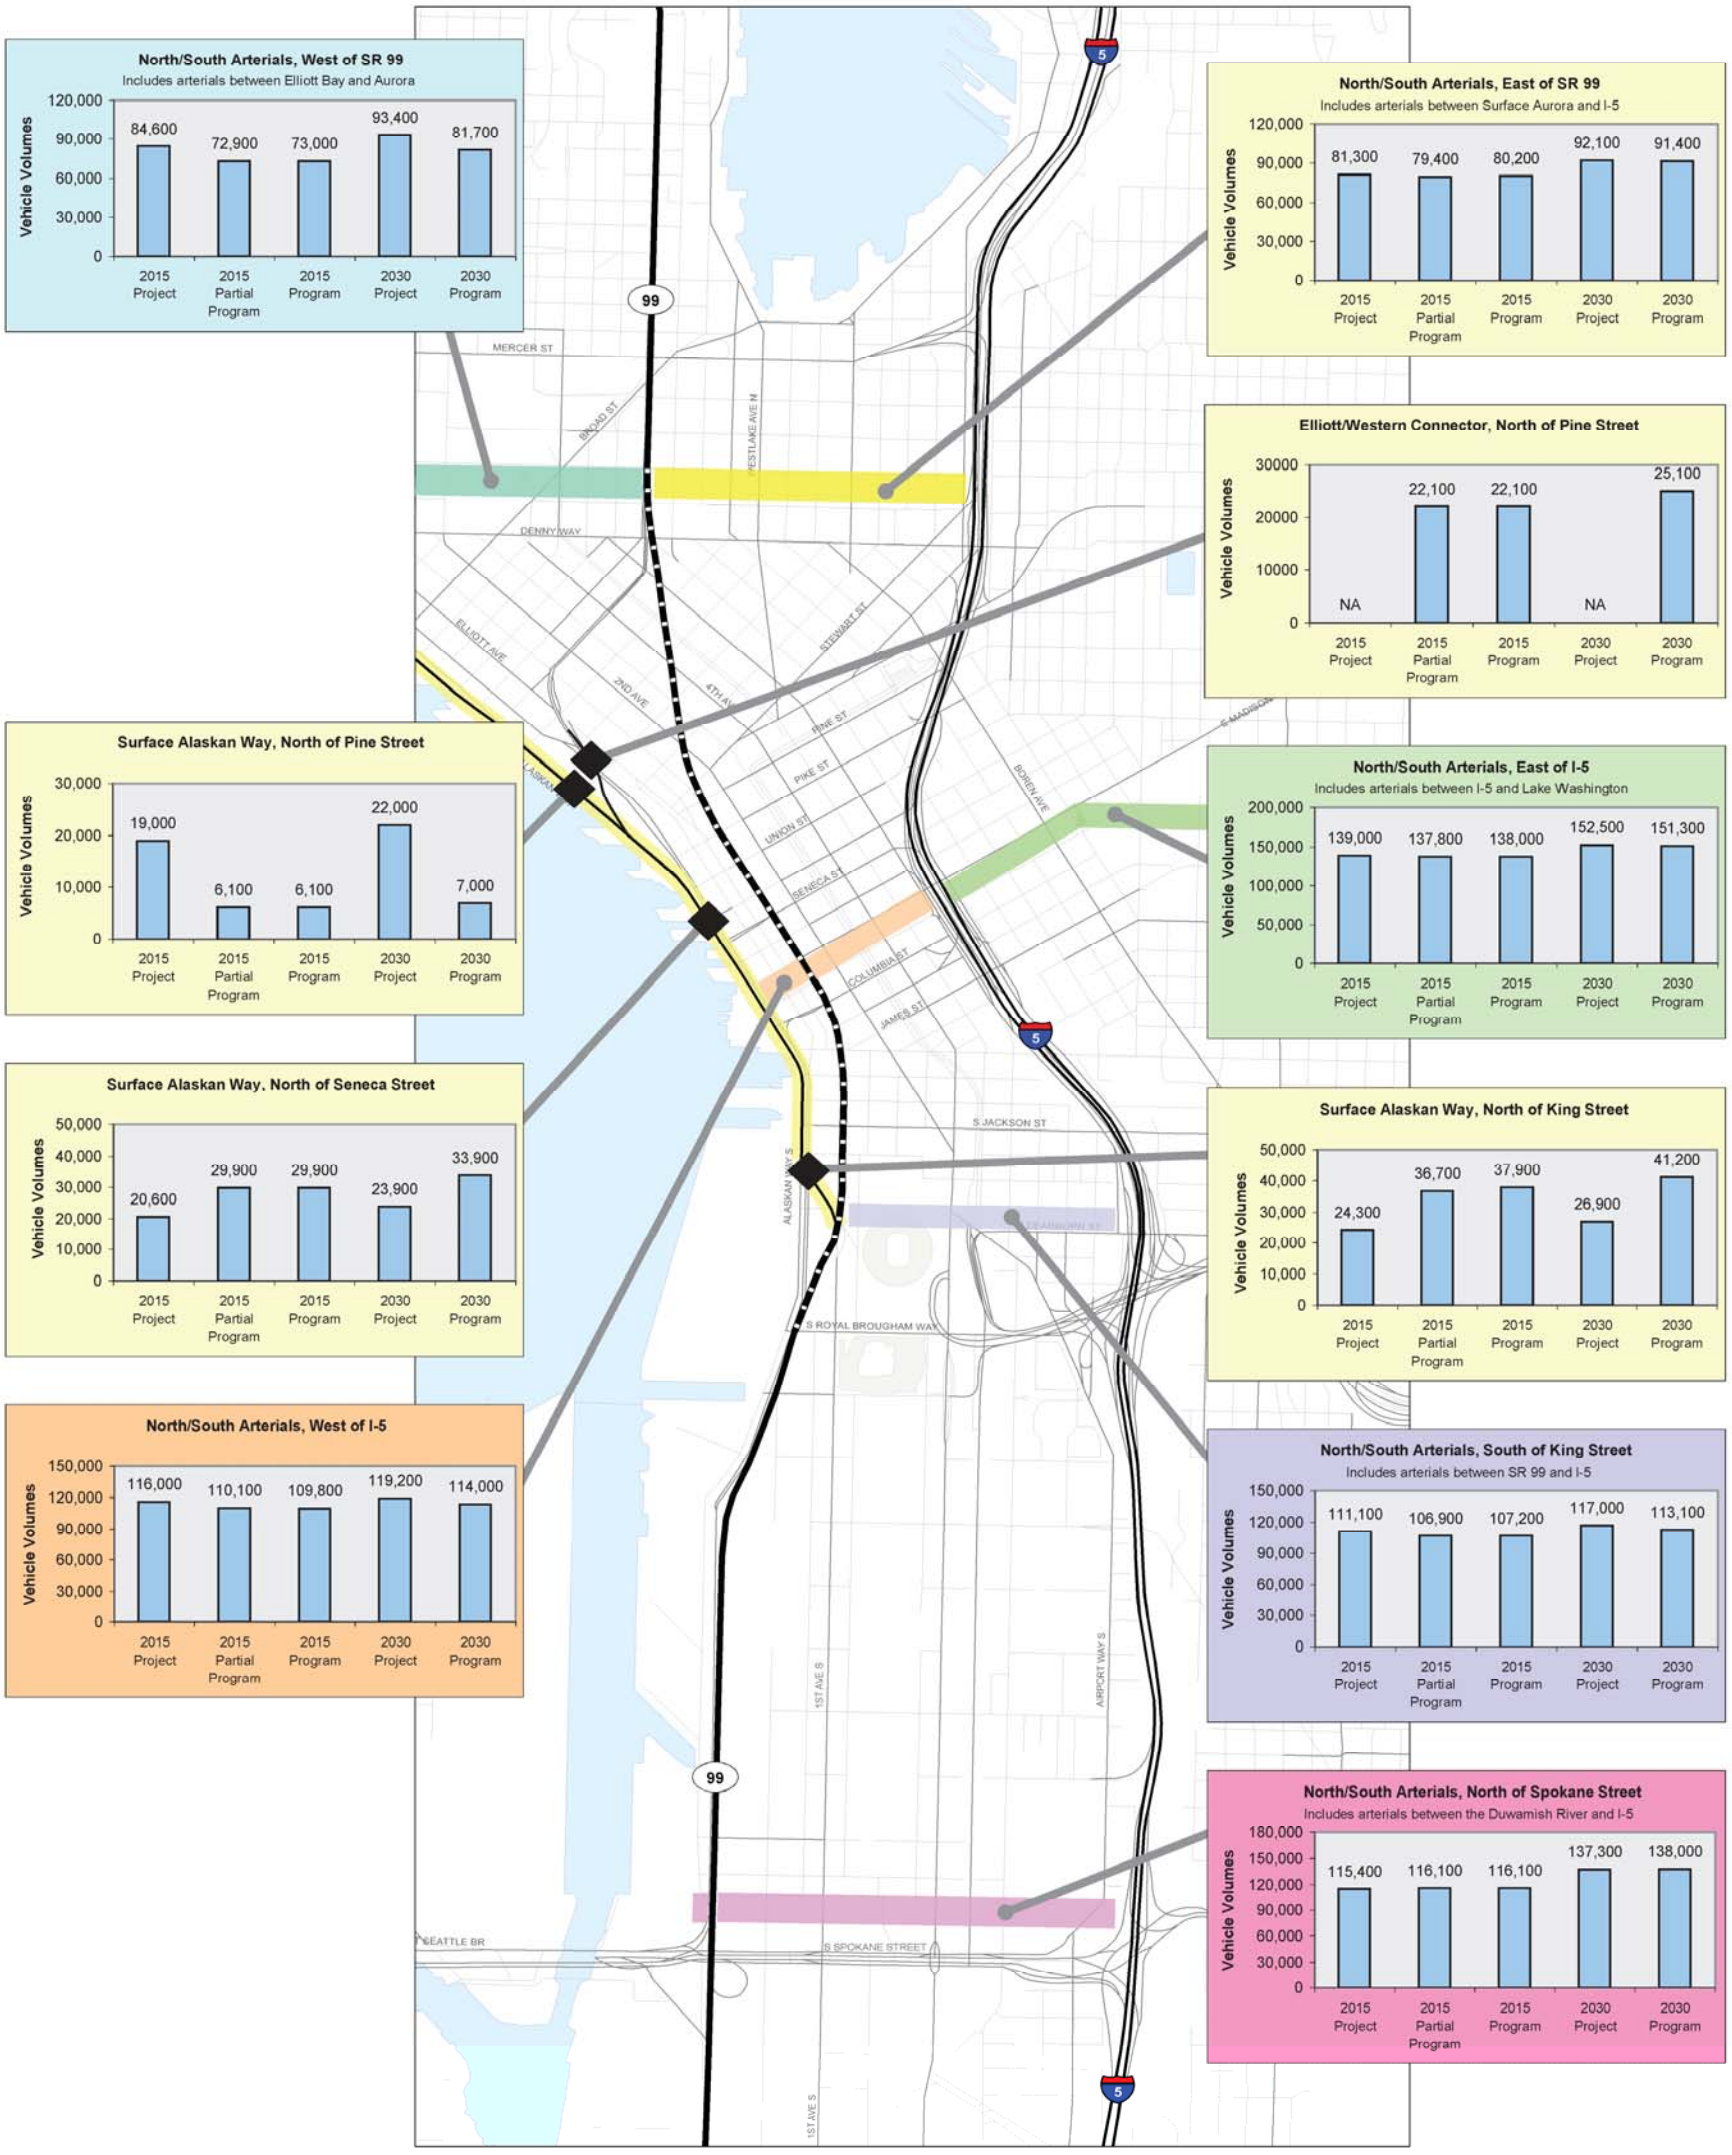 North/South Arterials, West of SR 99
Includes arterials between Elliott Bay and Aurora
Vehicle Volumes
120,000
90,000
60,000
30,000
0
84,600
72,900
73,000
93,400
81,700
2015 Project
2015 Partial Program
2015 Program
2030 Project
2030 Program
North/South Arterials, East of SR 99
Includes arterials between Surface Aurora and I-5
Vehicle Volumes
120,000
90,000
60,000
30,000
0
81,300
79,400
80,200
92,100
91,400
2015 Project
2015 Partial Program
2015 Program
2030 Project
2030 Program
Elliott/Western Connector, North of Pine Street
Vehicle Volumes
30000
20000
10000
0
NA
22,100
22,100
NA
25,100
2015 Project
2015 Partial Program
2015 Program
2030 Project
2030 Program
Surface Alaskan Way, North of Pine Street
Vehicle Volumes
30,000
20,000
10,000
0
19,000
6,100
6,100
22,000
7,000
2015 Project
2015 Partial Program
2015 Program
2030 Project
2030 Program
North/South Arterials, East of I-5
Includes arterials between I-5 and Lake Washington
Vehicle Volumes
200,000
150,000
100,000
50,000
0
139,000
137,800
138,000
152,500
151,300
2015 Project
2015 Partial Program
2015 Program
2030 Project
2030 Program
Surface Alaskan Way, North of Seneca Street
Vehicle Volumes
50,000
40,000
30,000
20,000
10,000
0
20,600
29,900
29,900
23,900
33,900
2015 Project
2015 Partial Program
2015 Program
2030 Project
2030 Program
Surface Alaskan Way, North of King Street
Vehicle Volumes
50,000
40,000
30,000
20,000
10,000
0
24,300
36,700
37,900
26,900
41,200
2015 Project
2015 Partial Program
2015 Program
2030 Project
2030 Program
North/South Arterials, West of I-5
Vehicle Volumes
150,000
120,000
90,000
60,000
30,000
0
116,000
110,100
109,800
119,200
114,000
2015 Project
2015 Partial Program
2015 Program
2030 Project
2030 Program
North/South Arterials, South of King Street
Includes arterials between SR 99 and I-5
Vehicle Volumes
150,000
120,000
90,000
60,000
30,000
0
111,100
106,900
107,200
117,000
113,100
2015 Project
2015 Partial Program
2015 Program
2030 Project
2030 Program
North/South Arterials, North of Spokane Street
Includes arterials between the Duwamish River and I-5
Vehicle Volumes
180,000
150,000
120,000
90,000
60,000
30,000
0
115,400
116,100
116,100
137,300
138,000
2015 Project
2015 Partial Program
2015 Program
2030 Project
2030 Program
5
99
MERCER ST
BROAD ST
DENNY WAY
ELLIOTT AVE
2ND AVE
4TH AV
STEWART ST
PINE ST
PIKE ST
UNION ST
SENECA ST
BOREN AVE
E MADISON
COLUMBIA ST
JAMES ST
5
S JACKSON ST
ALASKAN WAY S
S ROYAL BROUGHAM WAY
1ST AVE S
AIRPORT WAY S
99
SEATTLE BR
S SPOKANE STREET
1ST AVE S
5